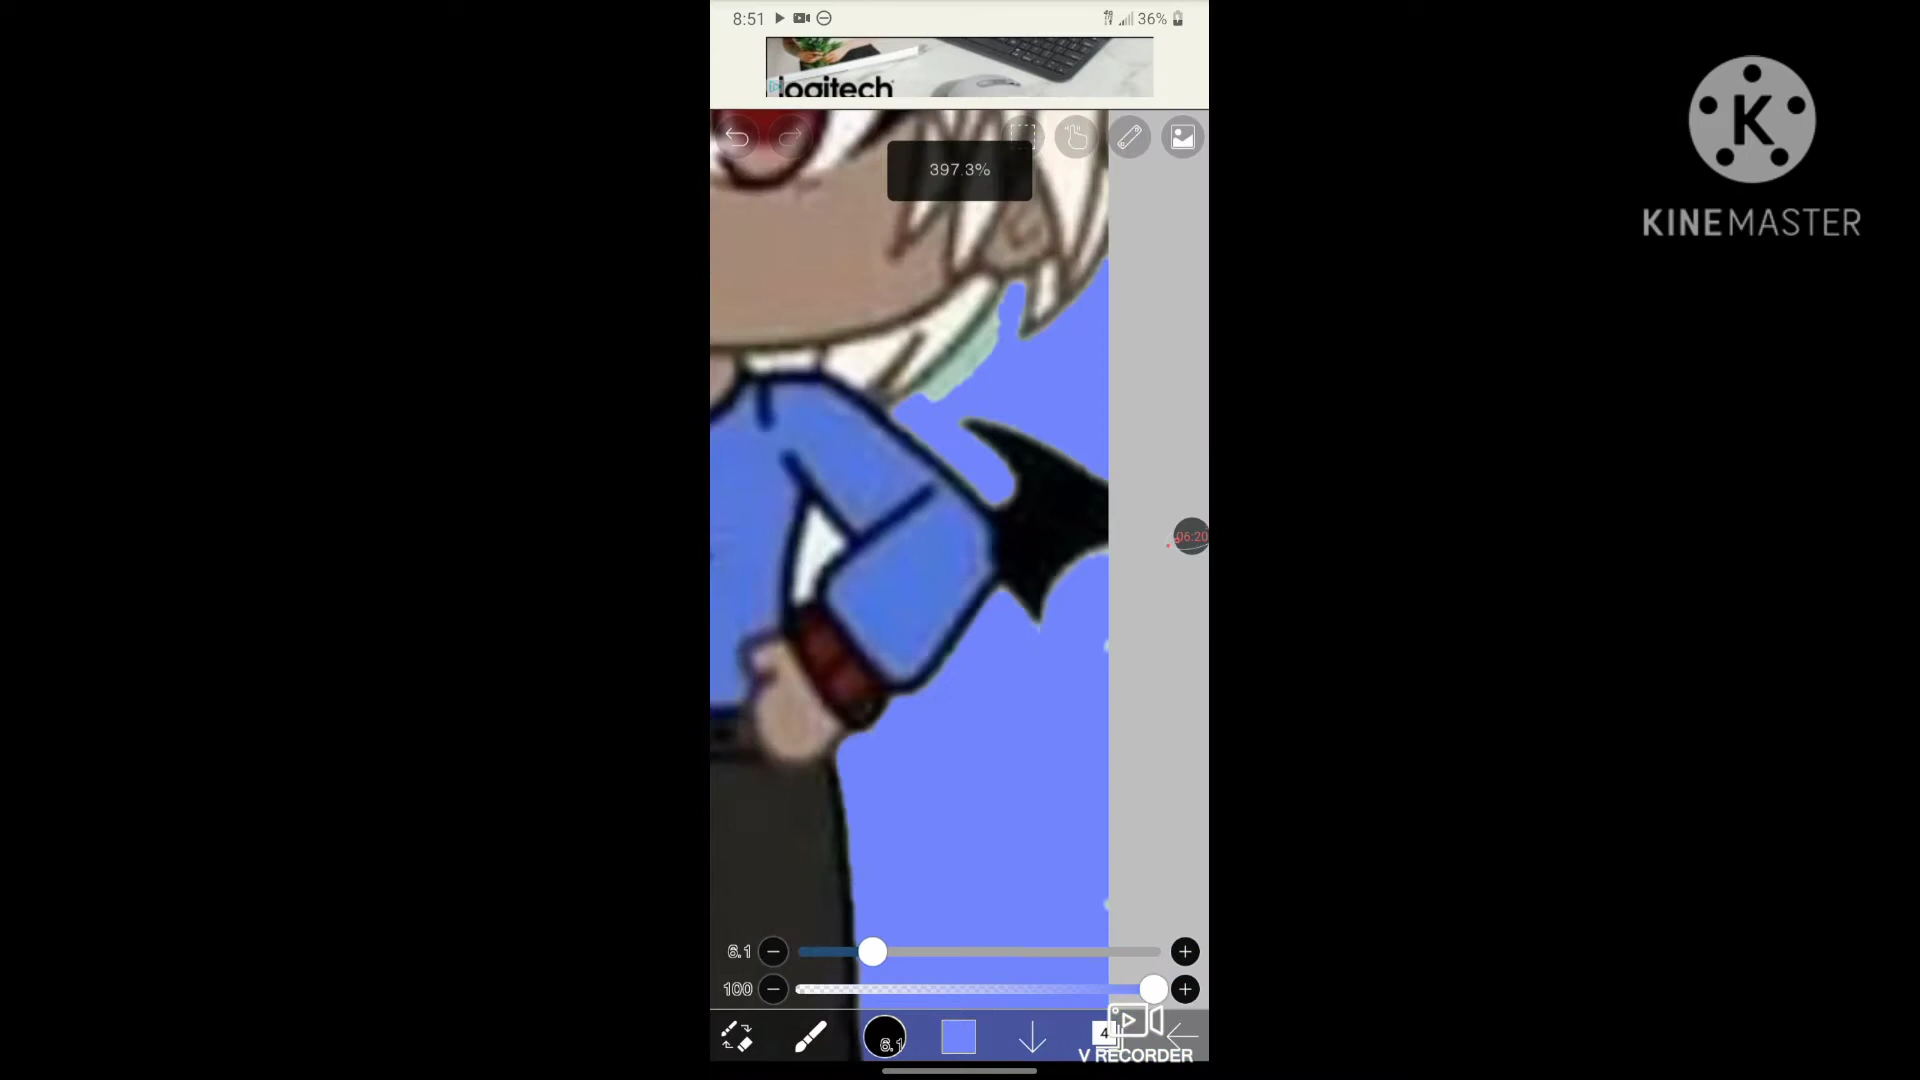 8:51
36%
logitech
397.3%
KINEMASTER
06:20
6.1
100
6.1
4
V RECORDER